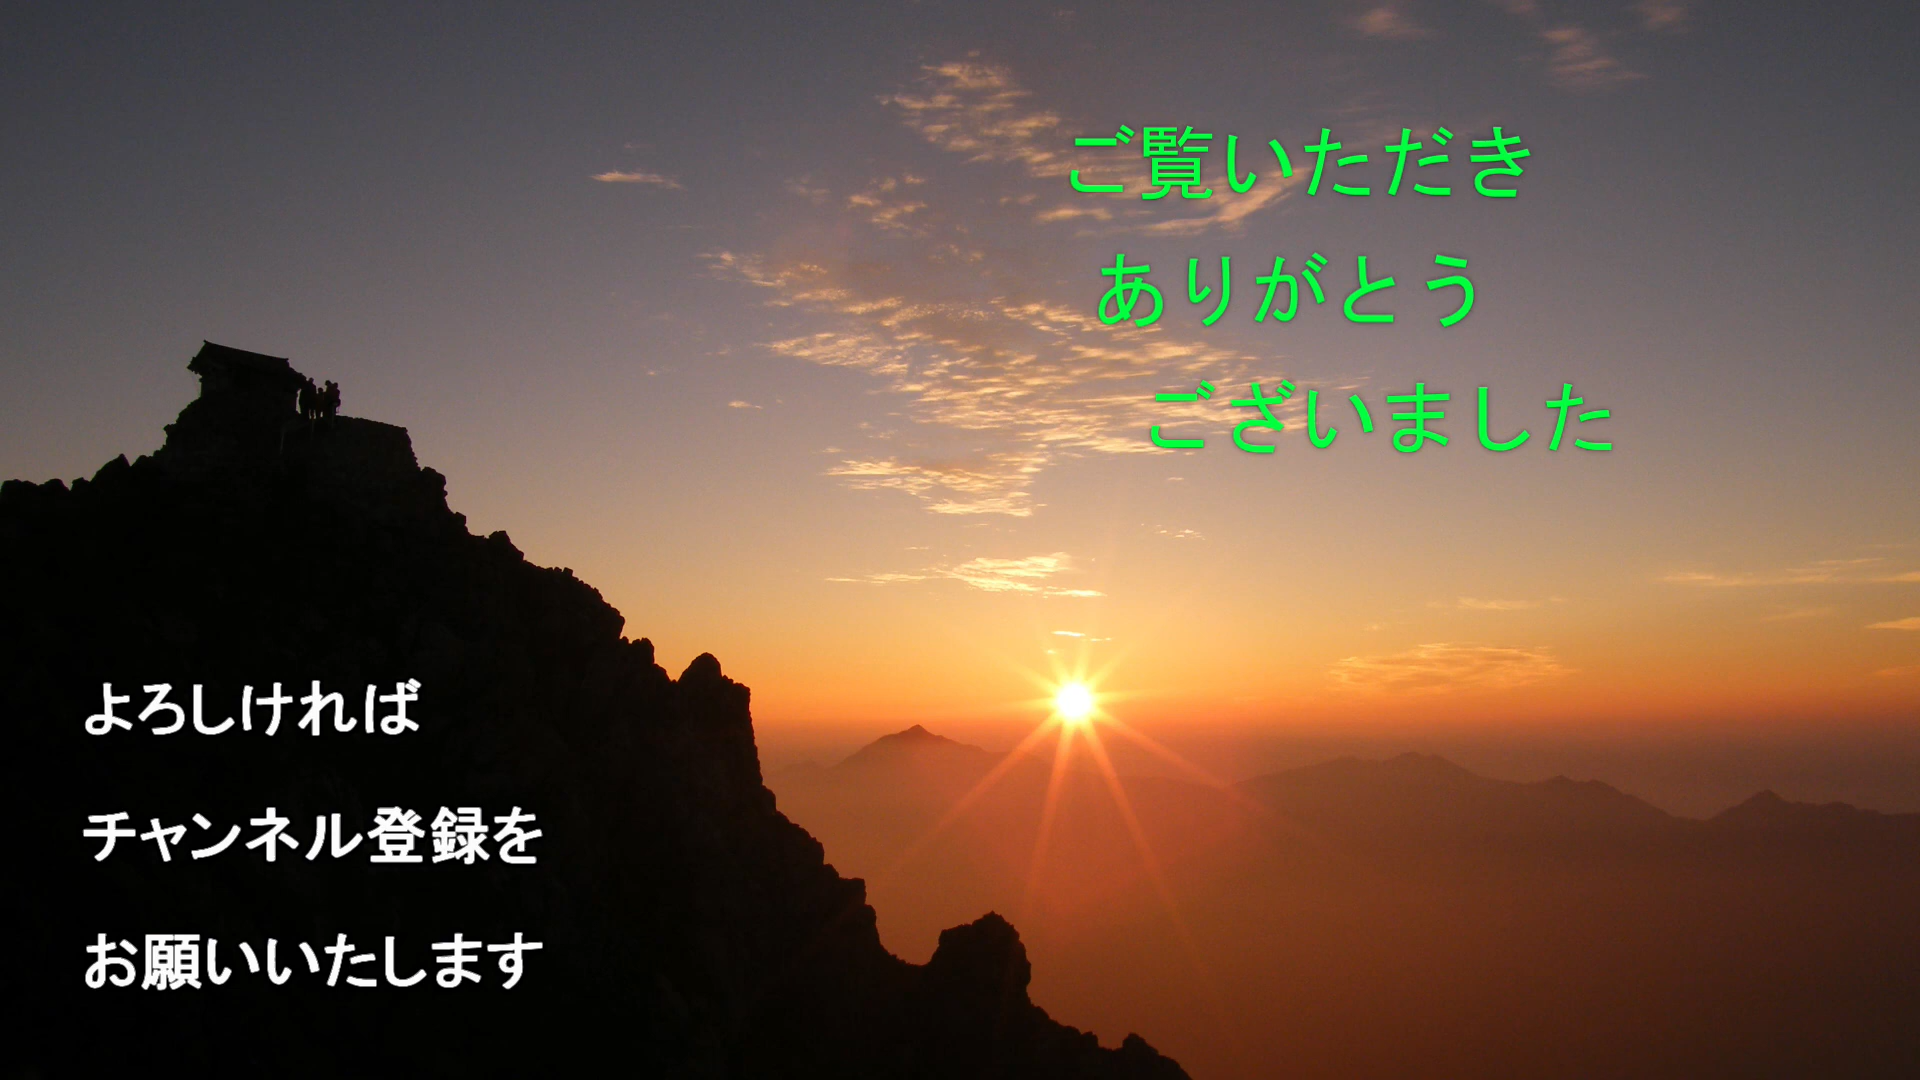 ご覧いただき
ありがとう
ございました
よろしければ
チャンネル登録を
お願いいたします